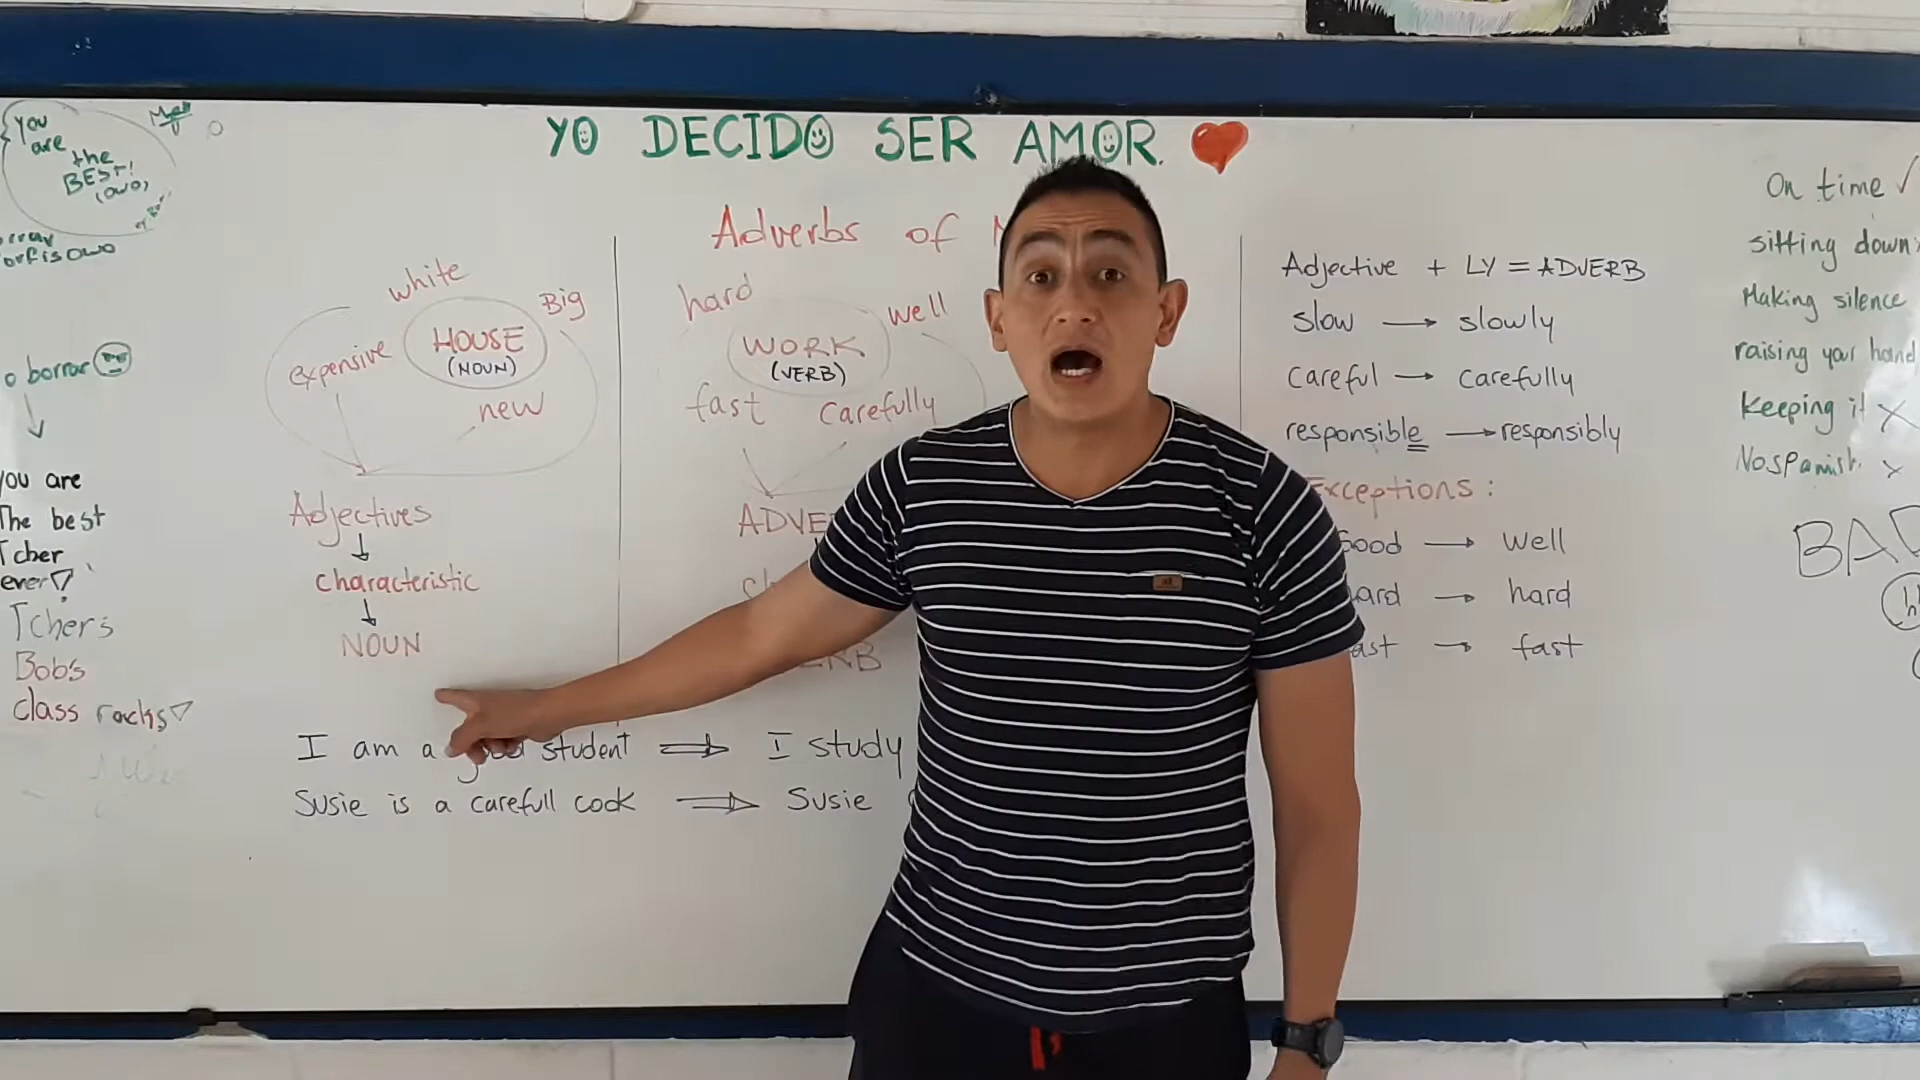 YO DECIDO SER AMOR.
You
are
the
BEST!
(OWO)
o borrar
you are
The best
Tcher
ever
Tchers
Bobs
class rocks
Adverbs of
white
Big
HOUSE
(NOUN)
expensive
new
Adjectives
characteristic
NOUN
hard
well
WORK
(VERB)
fast
carefully
ADVE
ERB
I am a student ⇒ I study
Susie is a carefull cook ⇒ Susie
Adjective + LY = ADVERB
slow → slowly
careful → carefully
responsible → responsibly
Exceptions:
Good → well
hard → hard
fast → fast
On time ✓
sitting down
Making silence
raising your hand
Keeping it X
No spanish. x
BAD